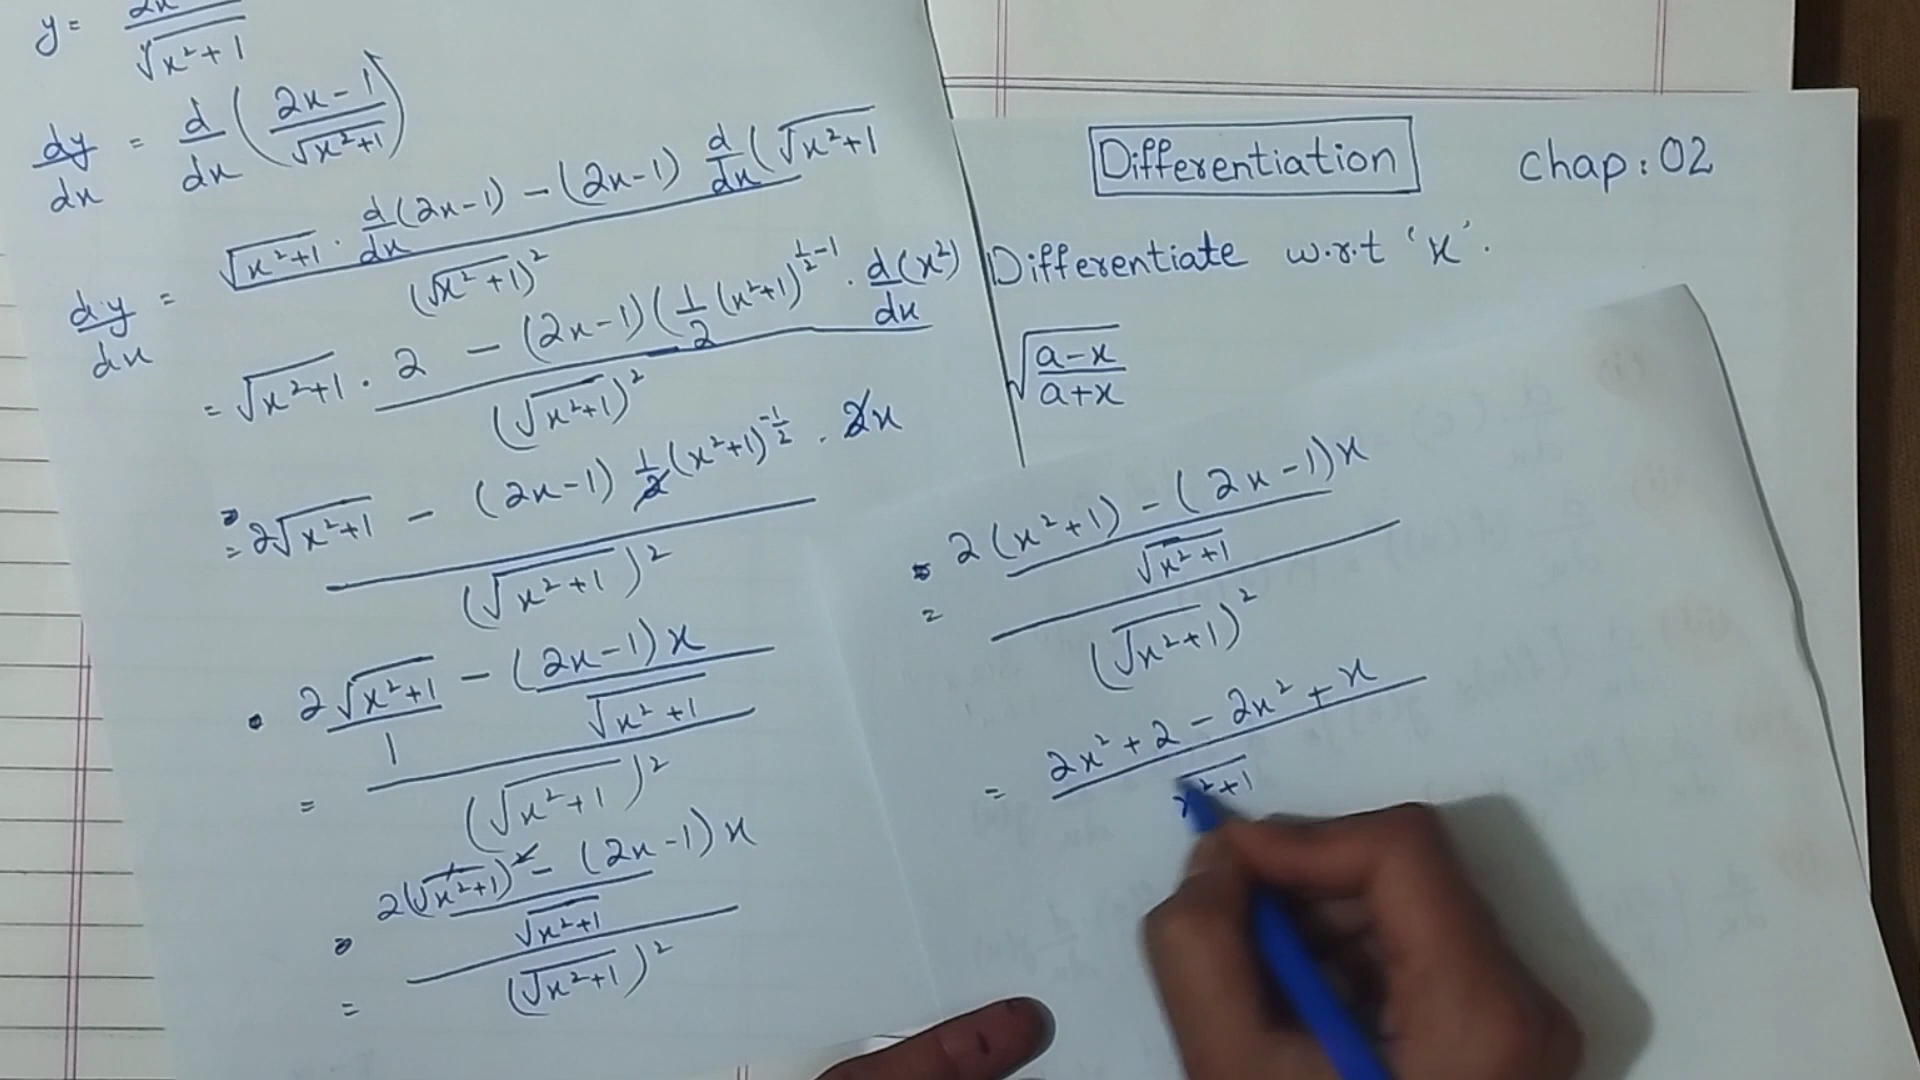 y = 2x / √x²+1
dy/dx = d/dx ( 2x-1 / √x²+1 )
dy/dx = √x²+1 · d/dx (2x-1) - (2x-1) d/dx (√x²+1 / (√x²+1)²
= √x²+1 · 2 - (2x-1) ( 1/2 (x²+1)^(1/2 -1) · d/dx (x²) / (√x²+1)²
= 2√x²+1 - (2x-1) 1/2 (x²+1)^(-1/2) · 2x / (√x²+1)²
= 2√x²+1 / 1 - (2x-1)x / √x²+1 / (√x²+1)²
= 2(√x²+1)² - (2x-1)x / √x²+1 / (√x²+1)²
Differentiation
Chap: 02
Differentiate w.r.t 'x'.
√ a-x / a+x
= 2(x²+1) - (2x-1)x / √x²+1 / (√x²+1)²
= 2x²+2 - 2x²+x / x²+1